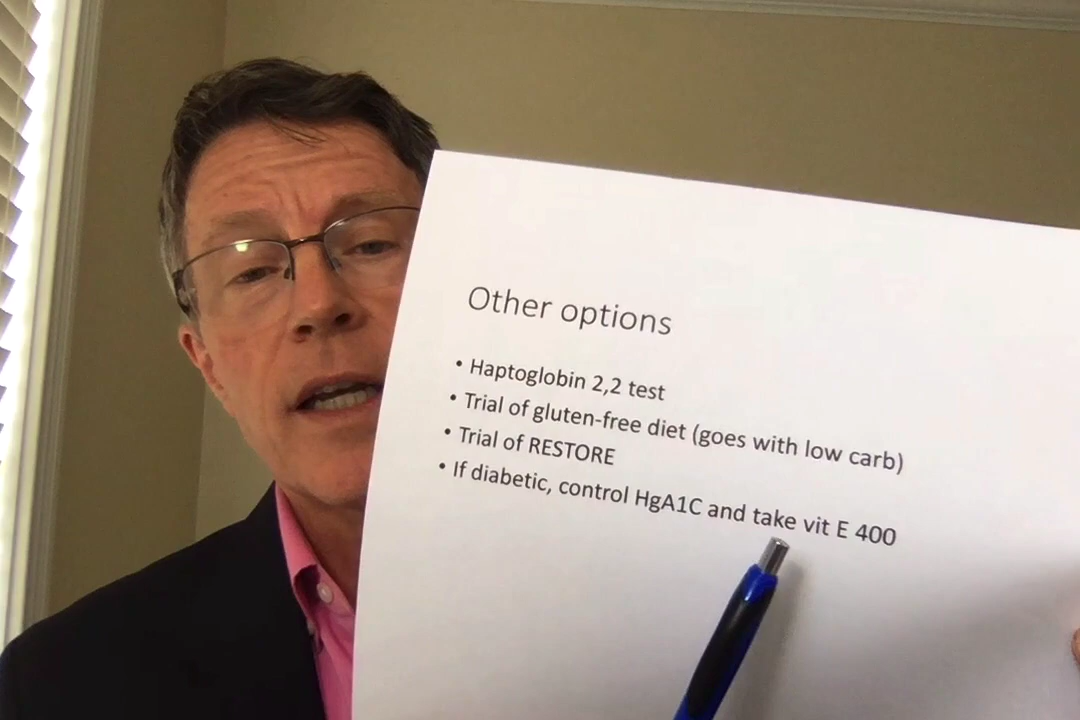 Other options
• Haptoglobin 2,2 test
• Trial of gluten-free diet (goes with low carb)
• Trial of RESTORE
• If diabetic, control HgA1C and take vit E 400